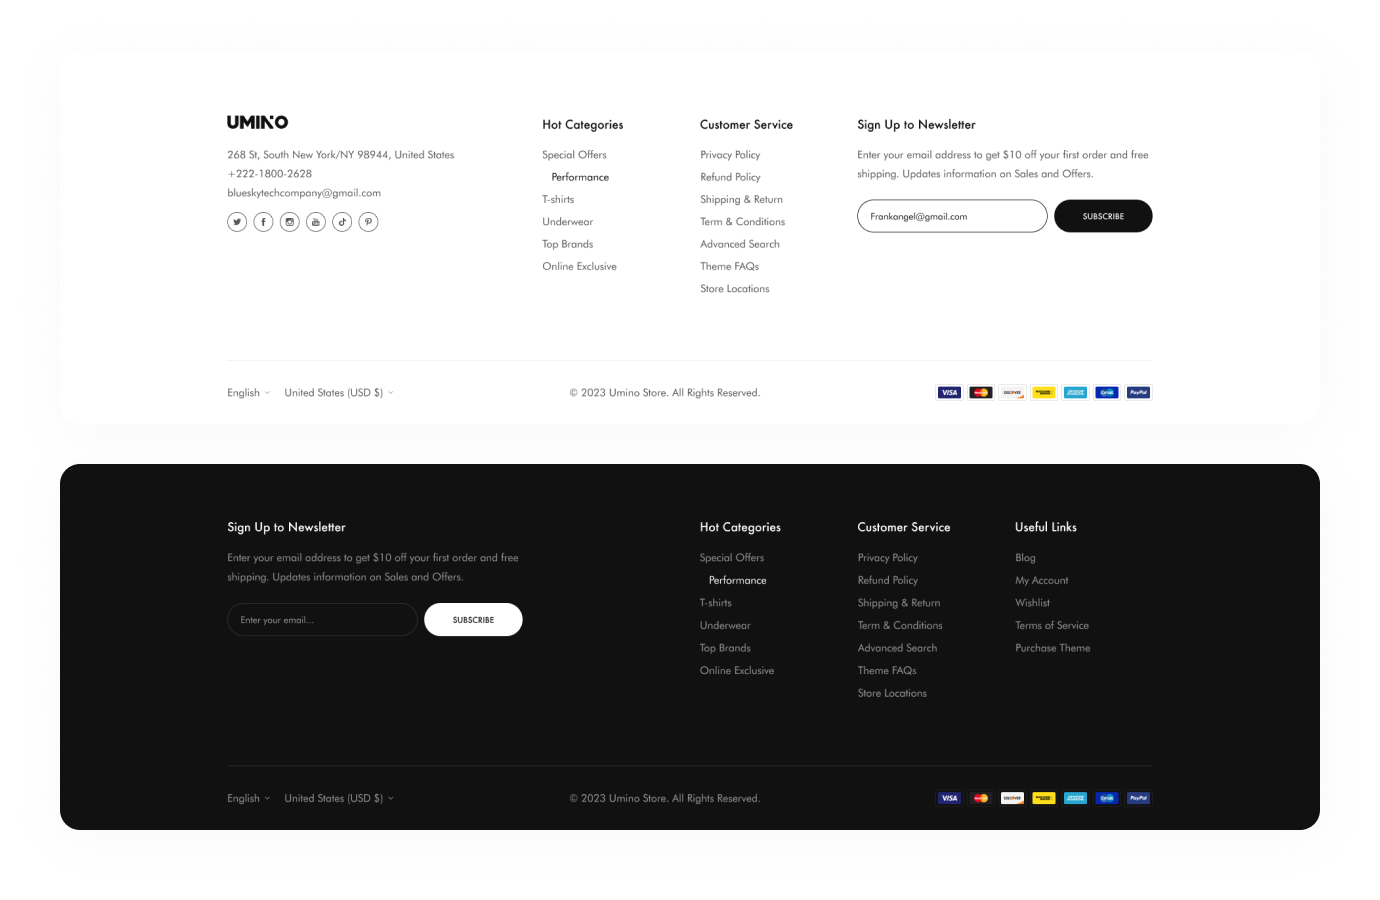 UMINO
268 St, South New York/NY 98944, United States
+222-1800-2628
blueskytechcompany@gmail.com
Hot Categories
Special Offers
Performance
T-shirts
Underwear
Top Brands
Online Exclusive
Customer Service
Privacy Policy
Refund Policy
Shipping & Return
Term & Conditions
Advanced Search
Theme FAQs
Store Locations
Sign Up to Newsletter
Enter your email address to get $10 off your first order and free
shipping. Updates information on Sales and Offers.
Frankangel@gmail.com
SUBSCRIBE
English
United States (USD $)
© 2023 Umino Store. All Rights Reserved.
VISA
DISCOVER
PayPal
Sign Up to Newsletter
Enter your email address to get $10 off your first order and free
shipping. Updates information on Sales and Offers.
Enter your email...
SUBSCRIBE
Hot Categories
Special Offers
Performance
T-shirts
Underwear
Top Brands
Online Exclusive
Customer Service
Privacy Policy
Refund Policy
Shipping & Return
Term & Conditions
Advanced Search
Theme FAQs
Store Locations
Useful Links
Blog
My Account
Wishlist
Terms of Service
Purchase Theme
English
United States (USD $)
© 2023 Umino Store. All Rights Reserved.
VISA
DISCOVER
PayPal